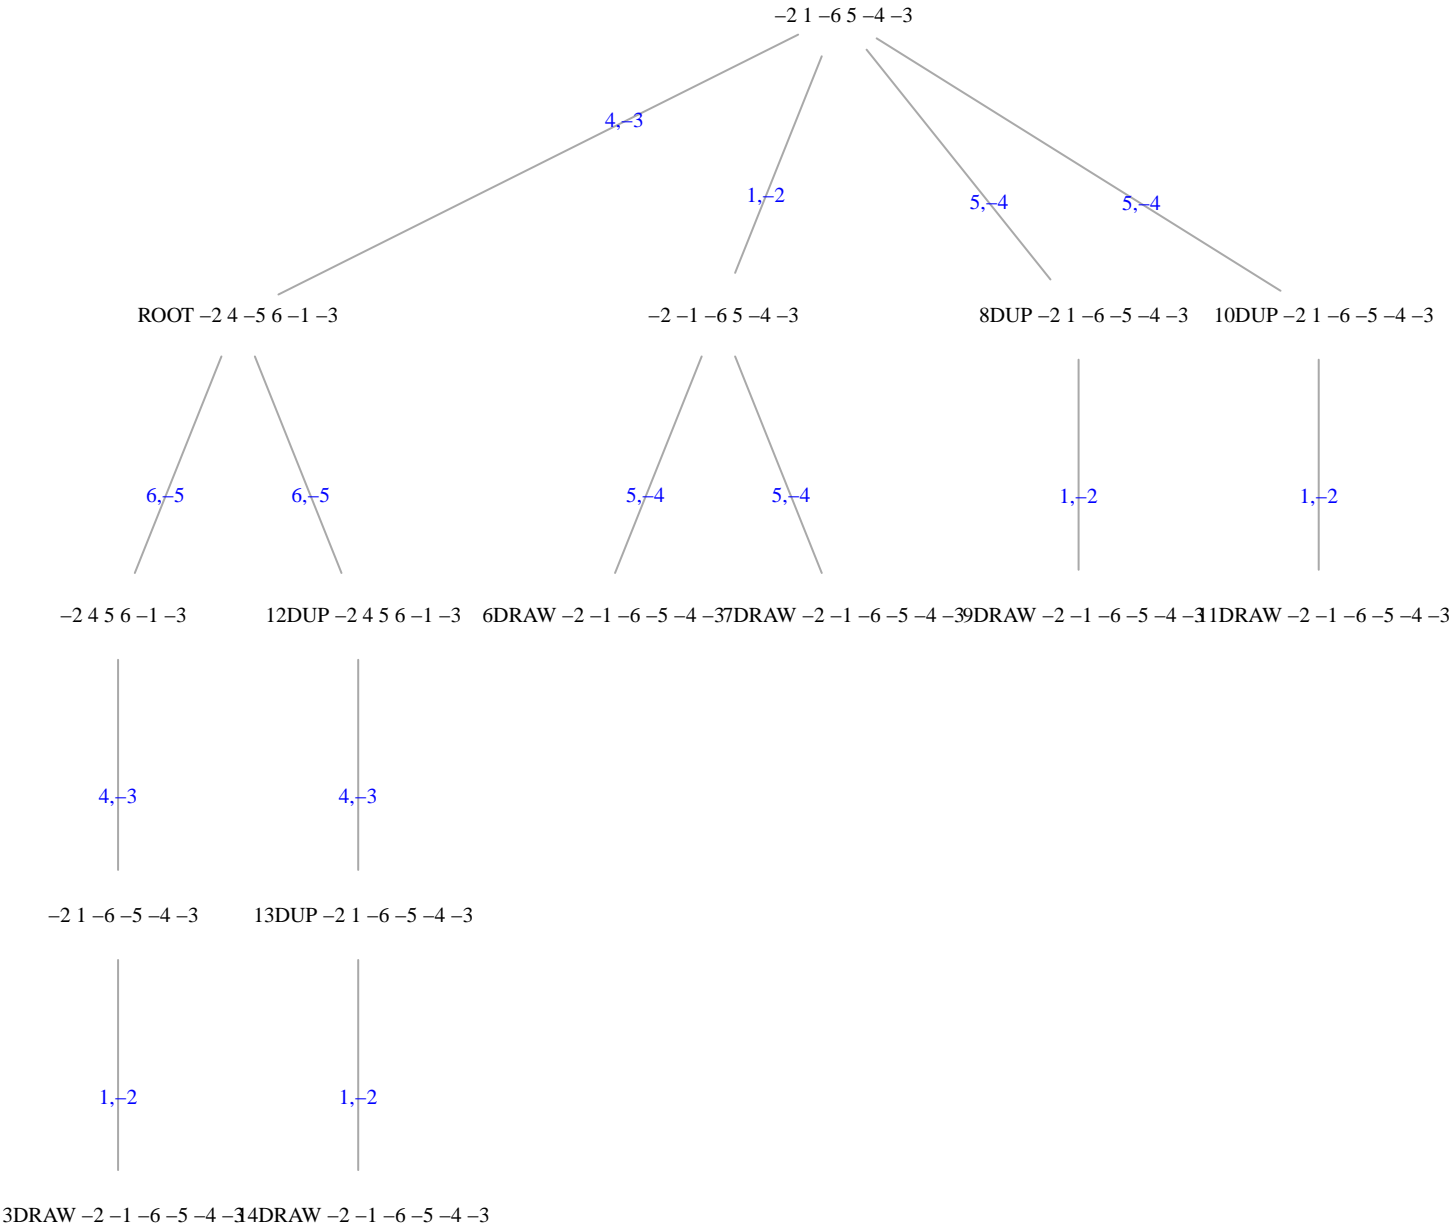 −2 1 −6 5 −4 −3
4,−3
1,−2
5,−4
5,−4
ROOT −2 4 −5 6 −1 −3
−2 −1 −6 5 −4 −3
8DUP −2 1 −6 −5 −4 −3
10DUP −2 1 −6 −5 −4 −3
6,−5
6,−5
5,−4
5,−4
1,−2
1,−2
−2 4 5 6 −1 −3
12DUP −2 4 5 6 −1 −3
6DRAW −2 −1 −6 −5 −4 −3
7DRAW −2 −1 −6 −5 −4 −3
9DRAW −2 −1 −6 −5 −4 −3
11DRAW −2 −1 −6 −5 −4 −3
4,−3
4,−3
−2 1 −6 −5 −4 −3
13DUP −2 1 −6 −5 −4 −3
1,−2
1,−2
3DRAW −2 −1 −6 −5 −4 −3
14DRAW −2 −1 −6 −5 −4 −3